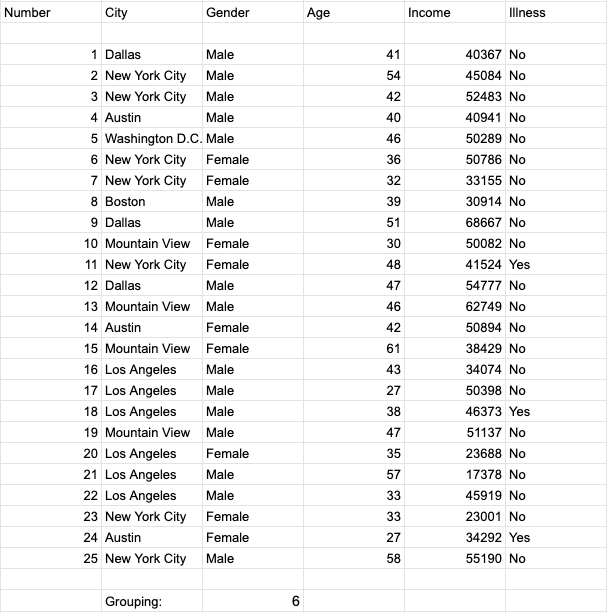 Number City Gender Age Income Illness
1 Dallas Male 41 40367 No
2 New York City Male 54 45084 No
3 New York City Male 42 52483 No
4 Austin Male 40 40941 No
5 Washington D.C. Male 46 50289 No
6 New York City Female 36 50786 No
7 New York City Female 32 33155 No
8 Boston Male 39 30914 No
9 Dallas Male 51 68667 No
10 Mountain View Female 30 50082 No
11 New York City Female 48 41524 Yes
12 Dallas Male 47 54777 No
13 Mountain View Male 46 62749 No
14 Austin Female 42 50894 No
15 Mountain View Female 61 38429 No
16 Los Angeles Male 43 34074 No
17 Los Angeles Male 27 50398 No
18 Los Angeles Male 38 46373 Yes
19 Mountain View Male 47 51137 No
20 Los Angeles Female 35 23688 No
21 Los Angeles Male 57 17378 No
22 Los Angeles Male 33 45919 No
23 New York City Female 33 23001 No
24 Austin Female 27 34292 Yes
25 New York City Male 58 55190 No
Grouping: 6